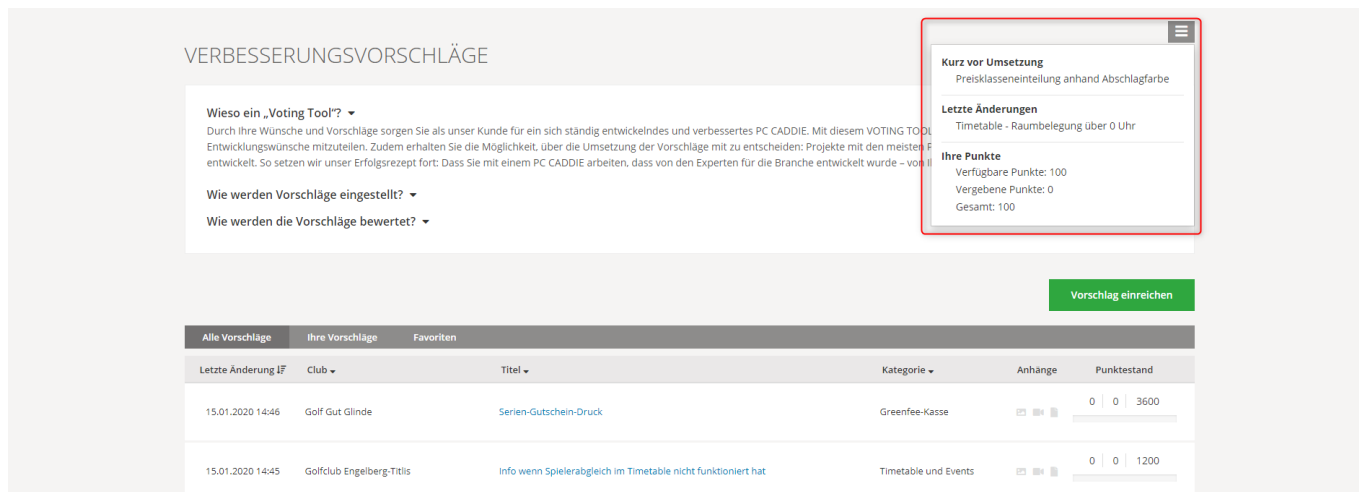 VERBESSERUNGSVORSCHLÄGE
Kurz vor Umsetzung
Preisklasseneinteilung anhand Abschlagfarbe
Letzte Änderungen
Timetable - Raumbelegung über 0 Uhr
Ihre Punkte
Verfügbare Punkte: 100
Vergebene Punkte: 0
Gesamt: 100
Wieso ein „Voting Tool“?
Durch Ihre Wünsche und Vorschläge sorgen Sie als unser Kunde für ein sich ständig entwickelndes und verbessertes PC CADDIE. Mit diesem VOTING TOOL
Entwicklungswünsche mitzuteilen. Zudem erhalten Sie die Möglichkeit, über die Umsetzung der Vorschläge mit zu entscheiden: Projekte mit den meisten
entwickelt. So setzen wir unser Erfolgsrezept fort: Dass Sie mit einem PC CADDIE arbeiten, dass von den Experten für die Branche entwickelt wurde – von
Wie werden Vorschläge eingestellt?
Wie werden die Vorschläge bewertet?
Vorschlag einreichen
Alle Vorschläge Ihre Vorschläge Favoriten
Letzte Änderung Club Titel Kategorie Anhänge Punktestand
15.01.2020 14:46 Golf Gut Glinde Serien-Gutschein-Druck Greenfee-Kasse 0 0 3600
15.01.2020 14:45 Golfclub Engelberg-Titlis Info wenn Spielerabgleich im Timetable nicht funktioniert hat Timetable und Events 0 0 1200